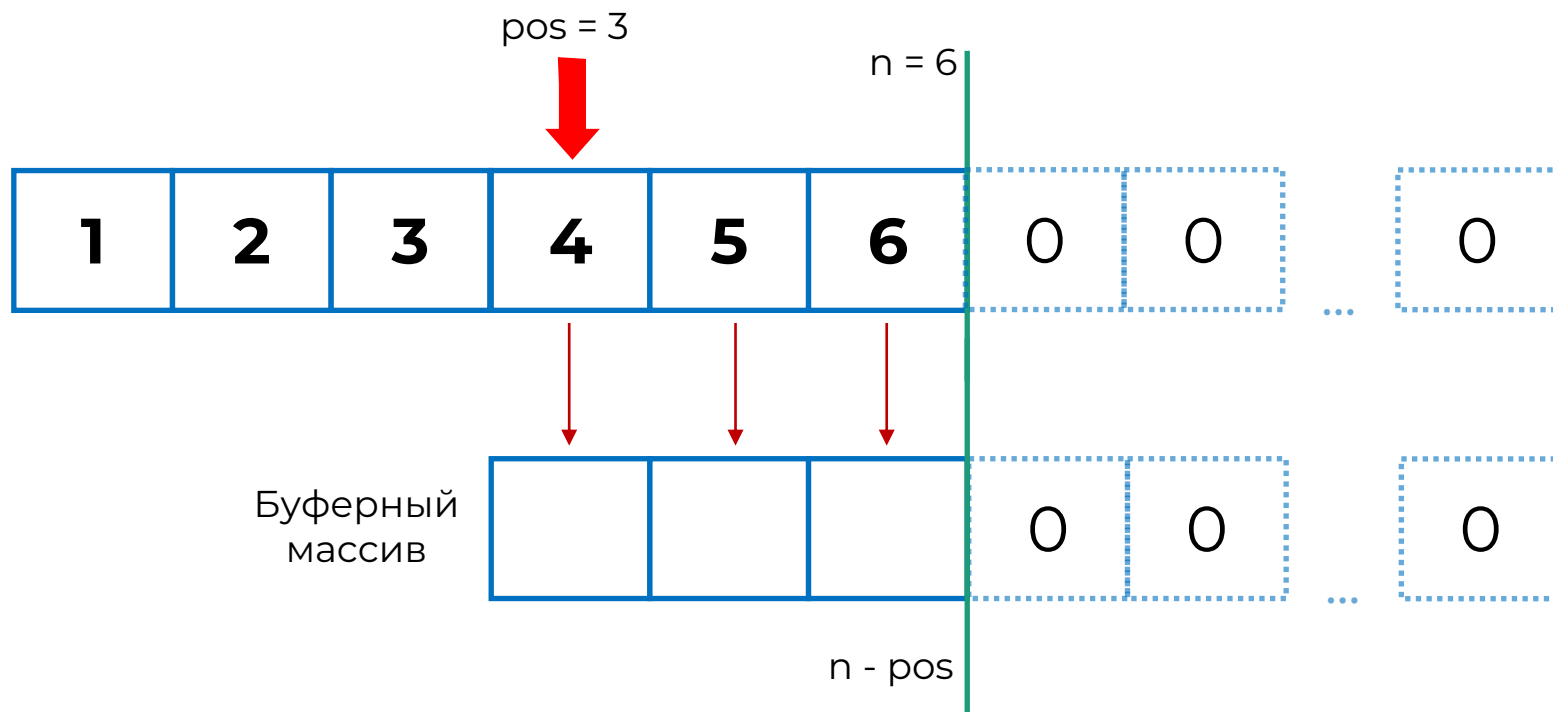 pos = 3
n = 6
1 2 3 4 5 6 0 0 ... 0
Буферный
массив
0 0 ... 0
n - pos